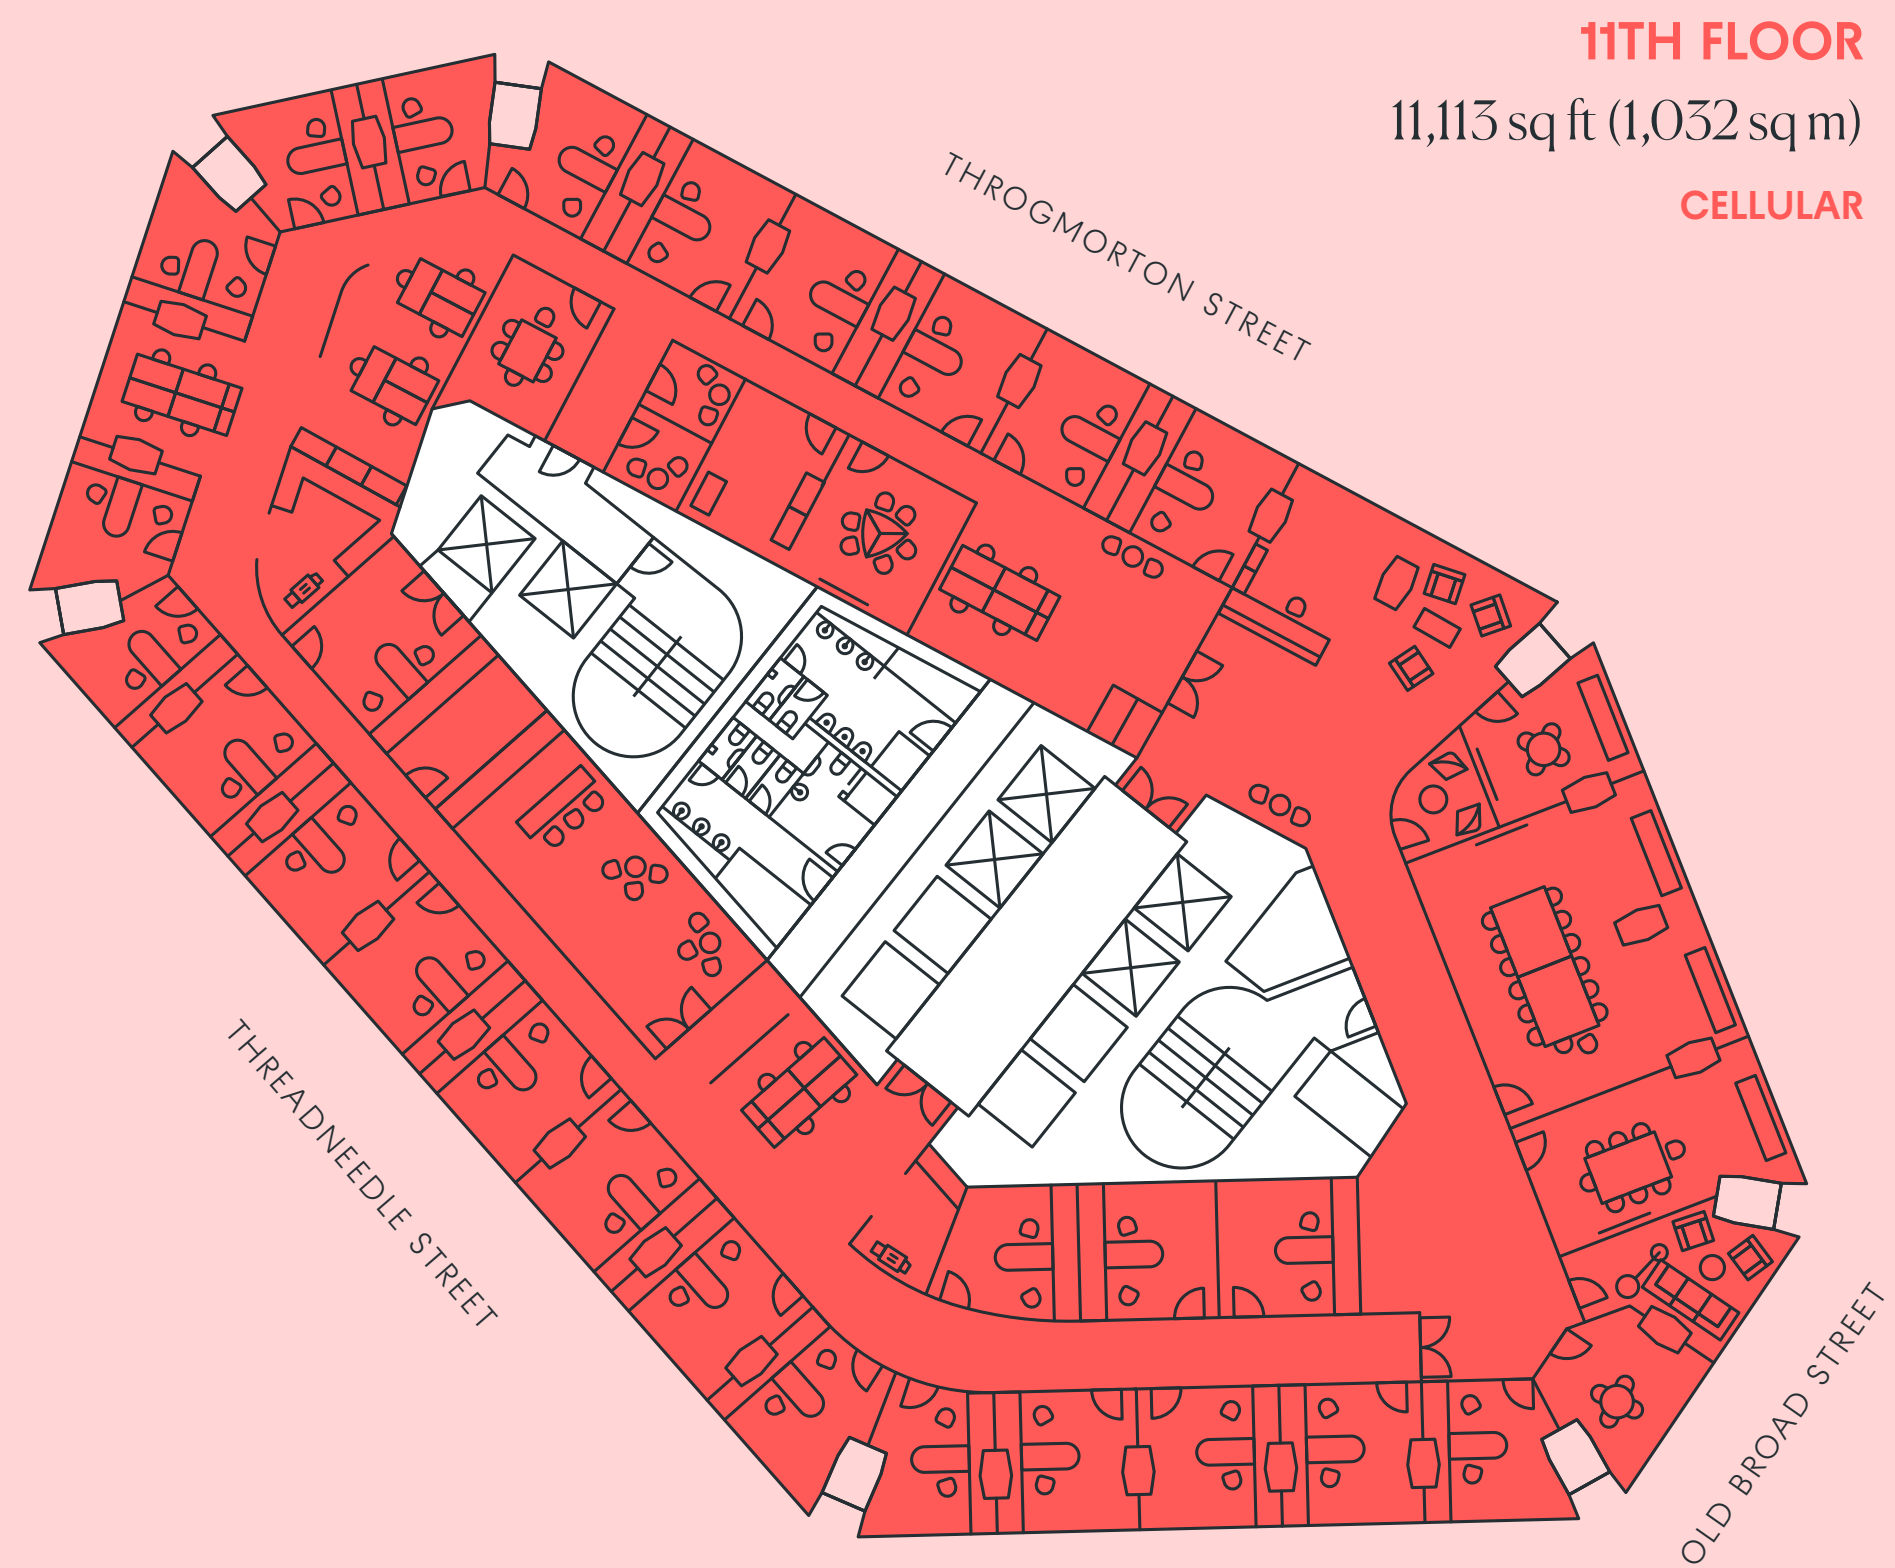 11TH FLOOR
11,113 sq ft (1,032 sq m)
CELLULAR
THROGMORTON STREET
THREADNEEDLE STREET
OLD BROAD STREET